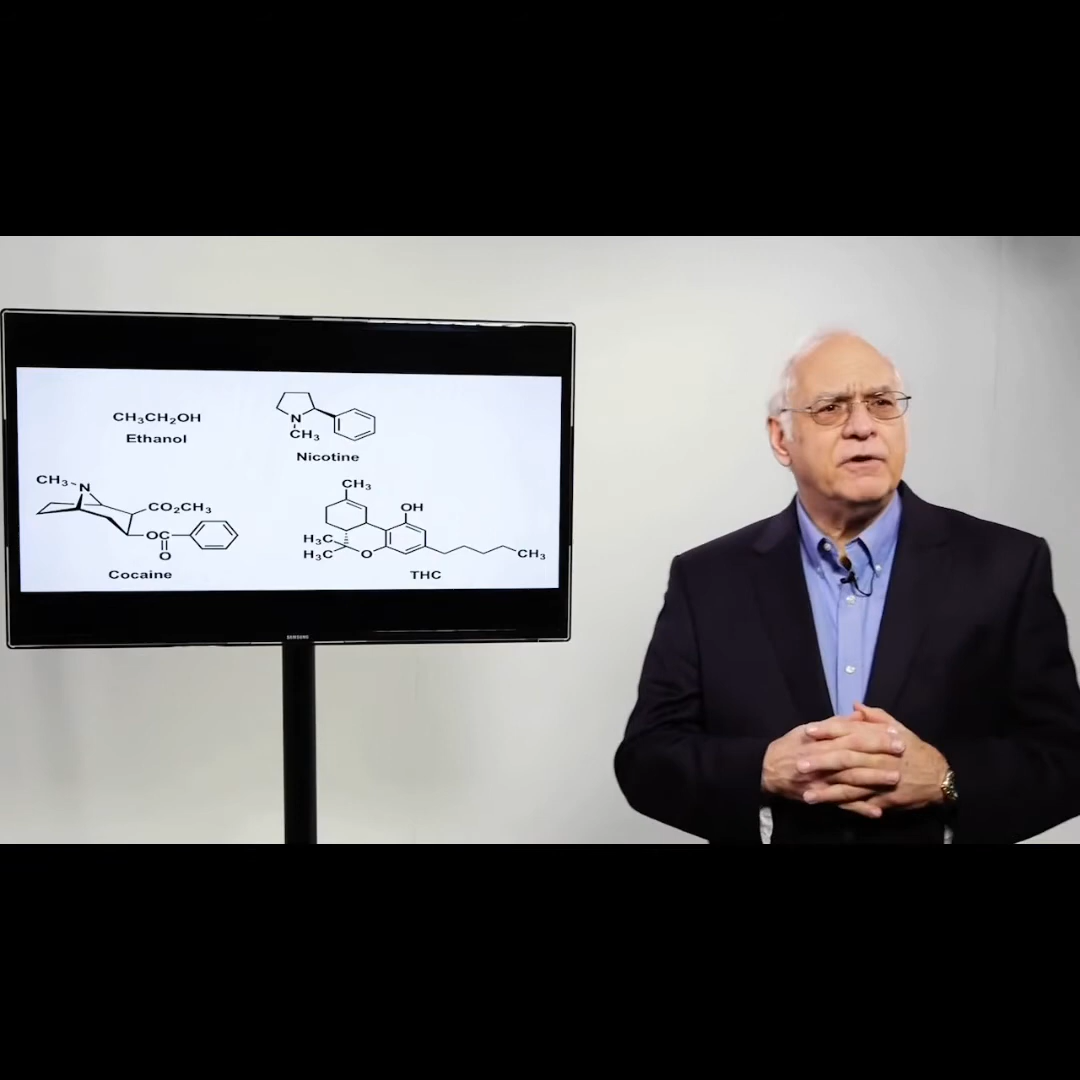 CH₃CH₂OH
Ethanol
N
CH₃
Nicotine
CH₃
N
CO₂CH₃
OC
O
Cocaine
CH₃
OH
H₃C
H₃C
O
CH₃
THC
SAMSUNG